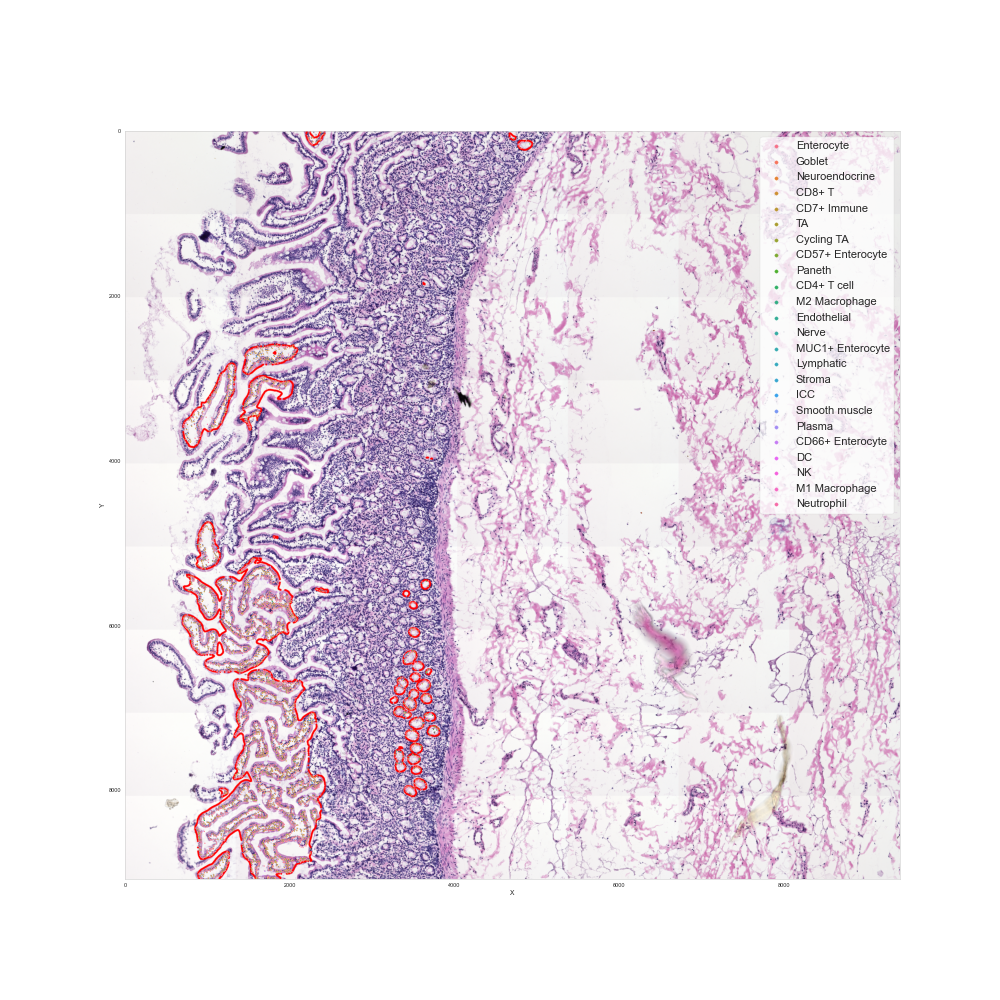 0
2000
4000
6000
8000
Y
0
2000
4000
6000
8000
X
Enterocyte
Goblet
Neuroendocrine
CD8+ T
CD7+ Immune
TA
Cycling TA
CD57+ Enterocyte
Paneth
CD4+ T cell
M2 Macrophage
Endothelial
Nerve
MUC1+ Enterocyte
Lymphatic
Stroma
ICC
Smooth muscle
Plasma
CD66+ Enterocyte
DC
NK
M1 Macrophage
Neutrophil